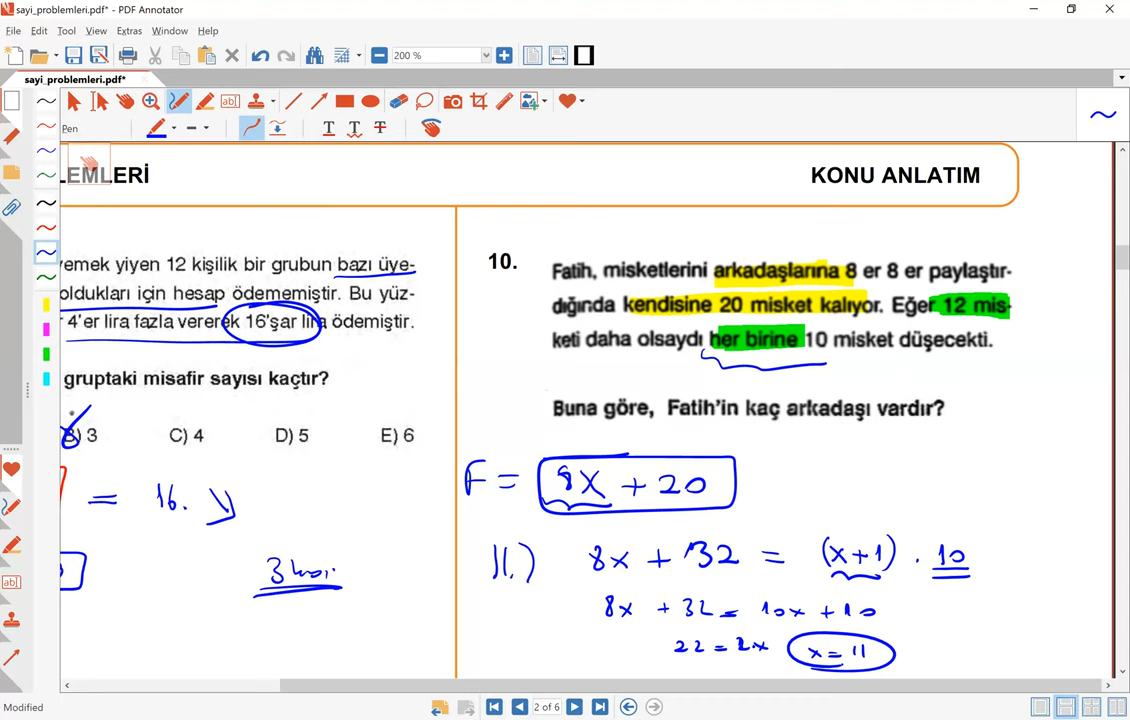 sayi_problemleri.pdf* - PDF Annotator
File Edit Tool View Extras Window Help
200 %
sayi_problemleri.pdf*
Pen
LEMLERİ
KONU ANLATIM
yemek yiyen 12 kişilik bir grubun bazı üye-
oldukları için hesap ödememiştir. Bu yüz-
r 4'er lira fazla vererek 16'şar lira ödemiştir.
gruptaki misafir sayısı kaçtır?
B) 3 C) 4 D) 5 E) 6
= 16.
3 kişi
10.
Fatih, misketlerini arkadaşlarına 8 er 8 er paylaştır-
dığında kendisine 20 misket kalıyor. Eğer 12 mis-
keti daha olsaydı her birine 10 misket düşecekti.
Buna göre, Fatih'in kaç arkadaşı vardır?
F = 8x + 20
II.) 8x + 32 = (x+1) . 10
8x + 32 = 10x + 10
22 = 2x x = 11
2 of 6
Modified